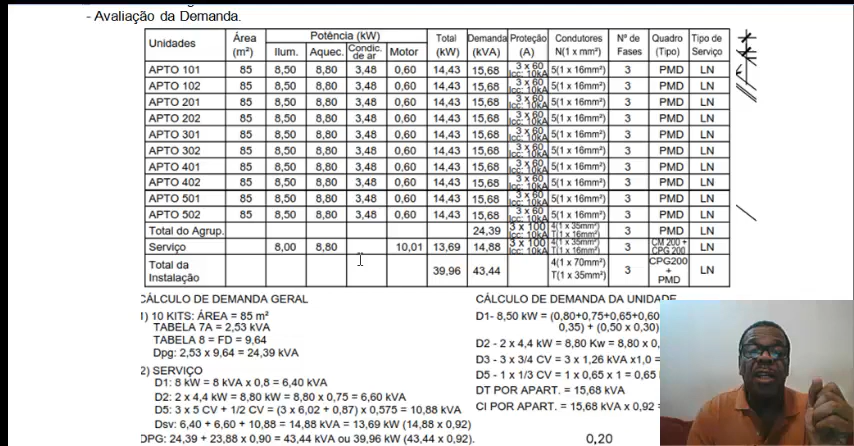 - Avaliação da Demanda.
Unidades Área (m²) Potência (kW) Ilum. Aquec. Condic. de ar Motor Total (kW) Demanda (kVA) Proteção (A) Condutores N(1 x mm²) Nº de Fases Quadro (Tipo) Tipo de Serviço
APTO 101 85 8,50 8,80 3,48 0,60 14,43 15,68 3 x 60 Icc: 10kA 5(1 x 16mm²) 3 PMD LN
APTO 102 85 8,50 8,80 3,48 0,60 14,43 15,68 3 x 60 Icc: 10kA 5(1 x 16mm²) 3 PMD LN
APTO 201 85 8,50 8,80 3,48 0,60 14,43 15,68 3 x 60 Icc: 10kA 5(1 x 16mm²) 3 PMD LN
APTO 202 85 8,50 8,80 3,48 0,60 14,43 15,68 3 x 60 Icc: 10kA 5(1 x 16mm²) 3 PMD LN
APTO 301 85 8,50 8,80 3,48 0,60 14,43 15,68 3 x 60 Icc: 10kA 5(1 x 16mm²) 3 PMD LN
APTO 302 85 8,50 8,80 3,48 0,60 14,43 15,68 3 x 60 Icc: 10kA 5(1 x 16mm²) 3 PMD LN
APTO 401 85 8,50 8,80 3,48 0,60 14,43 15,68 3 x 60 Icc: 10kA 5(1 x 16mm²) 3 PMD LN
APTO 402 85 8,50 8,80 3,48 0,60 14,43 15,68 3 x 60 Icc: 10kA 5(1 x 16mm²) 3 PMD LN
APTO 501 85 8,50 8,80 3,48 0,60 14,43 15,68 3 x 60 Icc: 10kA 5(1 x 16mm²) 3 PMD LN
APTO 502 85 8,50 8,80 3,48 0,60 14,43 15,68 3 x 60 Icc: 10kA 5(1 x 16mm²) 3 PMD LN
Total do Agrup. 24,39 3 x 100 Icc: 10kA 4(1 x 35mm²) T(1 x 16mm²) 3 PMD LN
Serviço 8,00 8,80 10,01 13,69 14,88 3 x 100 Icc: 10kA 4(1 x 35mm²) T(1 x 16mm²) 3 CM 200 + CPG 200 LN
Total da Instalação 39,96 43,44 4(1 x 70mm²) T(1 x 35mm²) 3 CPG200 + PMD LN
CÁLCULO DE DEMANDA GERAL
1) 10 KITS: ÁREA = 85 m²
TABELA 7A = 2,53 kVA
TABELA 8 = FD = 9,64
Dpg: 2,53 x 9,64 = 24,39 kVA
2) SERVIÇO
D1: 8 kW = 8 kVA x 0,8 = 6,40 kVA
D2: 2 x 4,4 kW = 8,80 kW = 8,80 x 0,75 = 6,60 kVA
D5: 3 x 5 CV + 1/2 CV = (3 x 6,02 + 0,87) x 0,575 = 10,88 kVA
Dsv: 6,40 + 6,60 + 10,88 = 14,88 kVA = 13,69 kW (14,88 x 0,92)
DPG: 24,39 + 23,88 x 0,90 = 43,44 kVA ou 39,96 kW (43,44 x 0,92).
CÁLCULO DE DEMANDA DA UNIDADE
D1- 8,50 kW = (0,80+0,75+0,65+0,60
0,35) + (0,50 x 0,30)
D2 - 2 x 4,4 kW = 8,80 Kw = 8,80 x 0,
D3 - 3 x 3/4 CV = 3 x 1,26 kVA x1,0 =
D5 - 1 x 1/3 CV = 1 x 0,65 x 1 = 0,65
DT POR APART. = 15,68 kVA
CI POR APART. = 15,68 kVA x 0,92 =
0,20